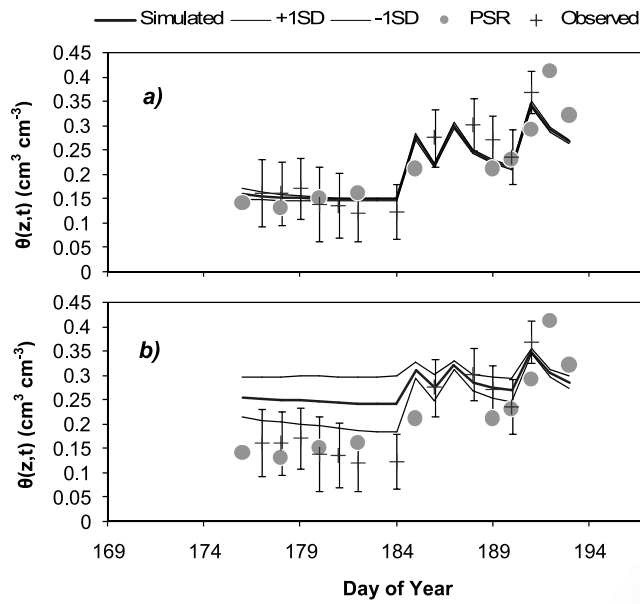 Simulated +1SD -1SD PSR Observed
a)
θ(z,t) (cm³ cm⁻³)
0.45
0.4
0.35
0.3
0.25
0.2
0.15
0.1
0.05
0
b)
θ(z,t) (cm³ cm⁻³)
0.45
0.4
0.35
0.3
0.25
0.2
0.15
0.1
0.05
0
169 174 179 184 189 194
Day of Year